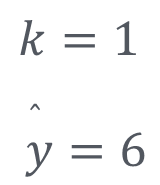 k = 1
ŷ = 6